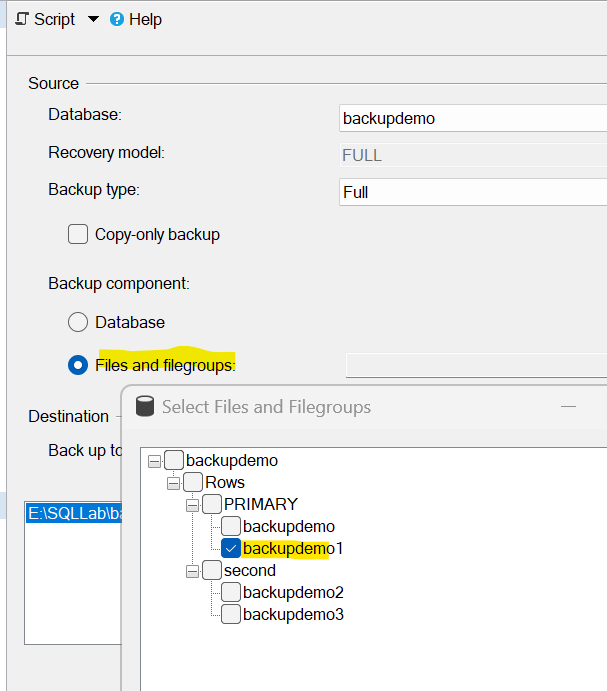 Script Help
Source
Database: backupdemo
Recovery model: FULL
Backup type: Full
Copy-only backup
Backup component:
Database
Files and filegroups:
Select Files and Filegroups
Destination
Back up to
E:\SQLLab\ba
backupdemo
Rows
PRIMARY
backupdemo
backupdemo1
second
backupdemo2
backupdemo3